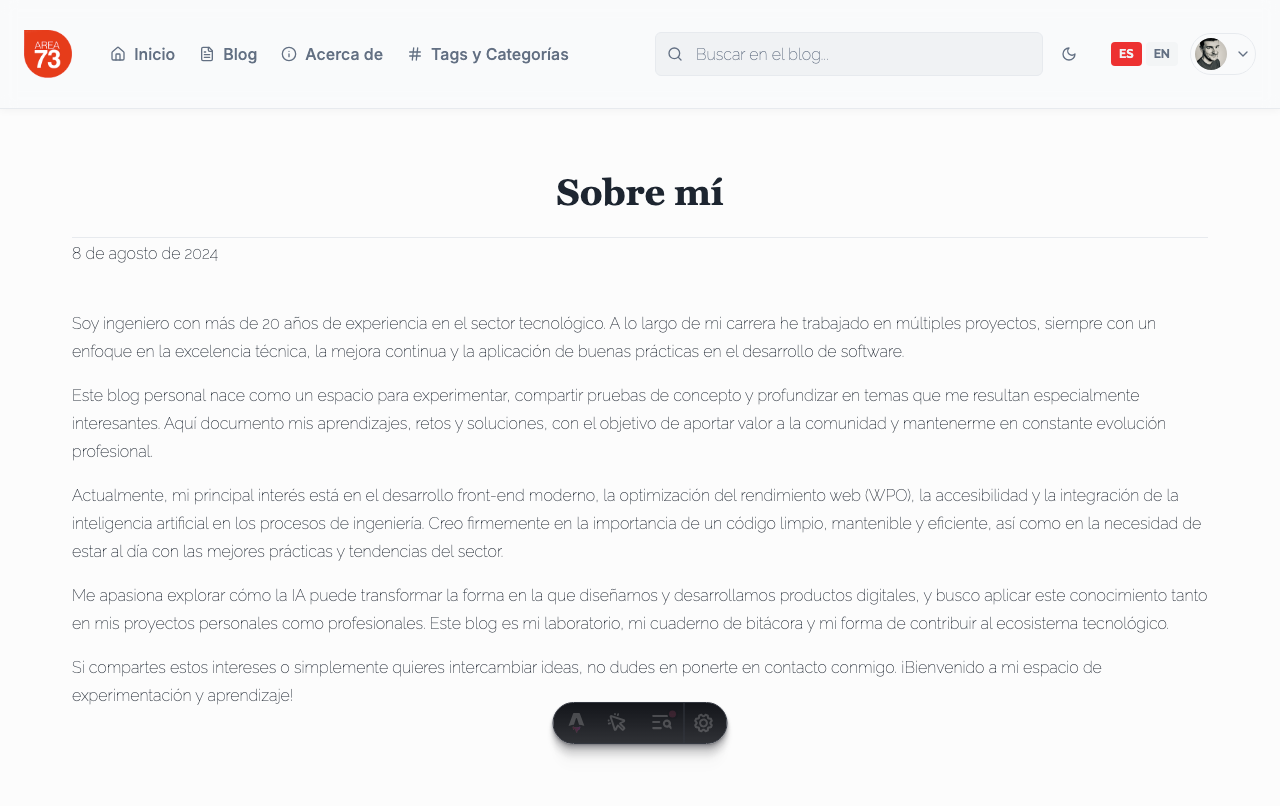 AREA
73
Inicio
Blog
Acerca de
Tags y Categorías
Buscar en el blog...
ES
EN
Sobre mí
8 de agosto de 2024
Soy ingeniero con más de 20 años de experiencia en el sector tecnológico. A lo largo de mi carrera he trabajado en múltiples proyectos, siempre con un
enfoque en la excelencia técnica, la mejora continua y la aplicación de buenas prácticas en el desarrollo de software.
Este blog personal nace como un espacio para experimentar, compartir pruebas de concepto y profundizar en temas que me resultan especialmente
interesantes. Aquí documento mis aprendizajes, retos y soluciones, con el objetivo de aportar valor a la comunidad y mantenerme en constante evolución
profesional.
Actualmente, mi principal interés está en el desarrollo front-end moderno, la optimización del rendimiento web (WPO), la accesibilidad y la integración de la
inteligencia artificial en los procesos de ingeniería. Creo firmemente en la importancia de un código limpio, mantenible y eficiente, así como en la necesidad de
estar al día con las mejores prácticas y tendencias del sector.
Me apasiona explorar cómo la IA puede transformar la forma en la que diseñamos y desarrollamos productos digitales, y busco aplicar este conocimiento tanto
en mis proyectos personales como profesionales. Este blog es mi laboratorio, mi cuaderno de bitácora y mi forma de contribuir al ecosistema tecnológico.
Si compartes estos intereses o simplemente quieres intercambiar ideas, no dudes en ponerte en contacto conmigo. ¡Bienvenido a mi espacio de
experimentación y aprendizaje!